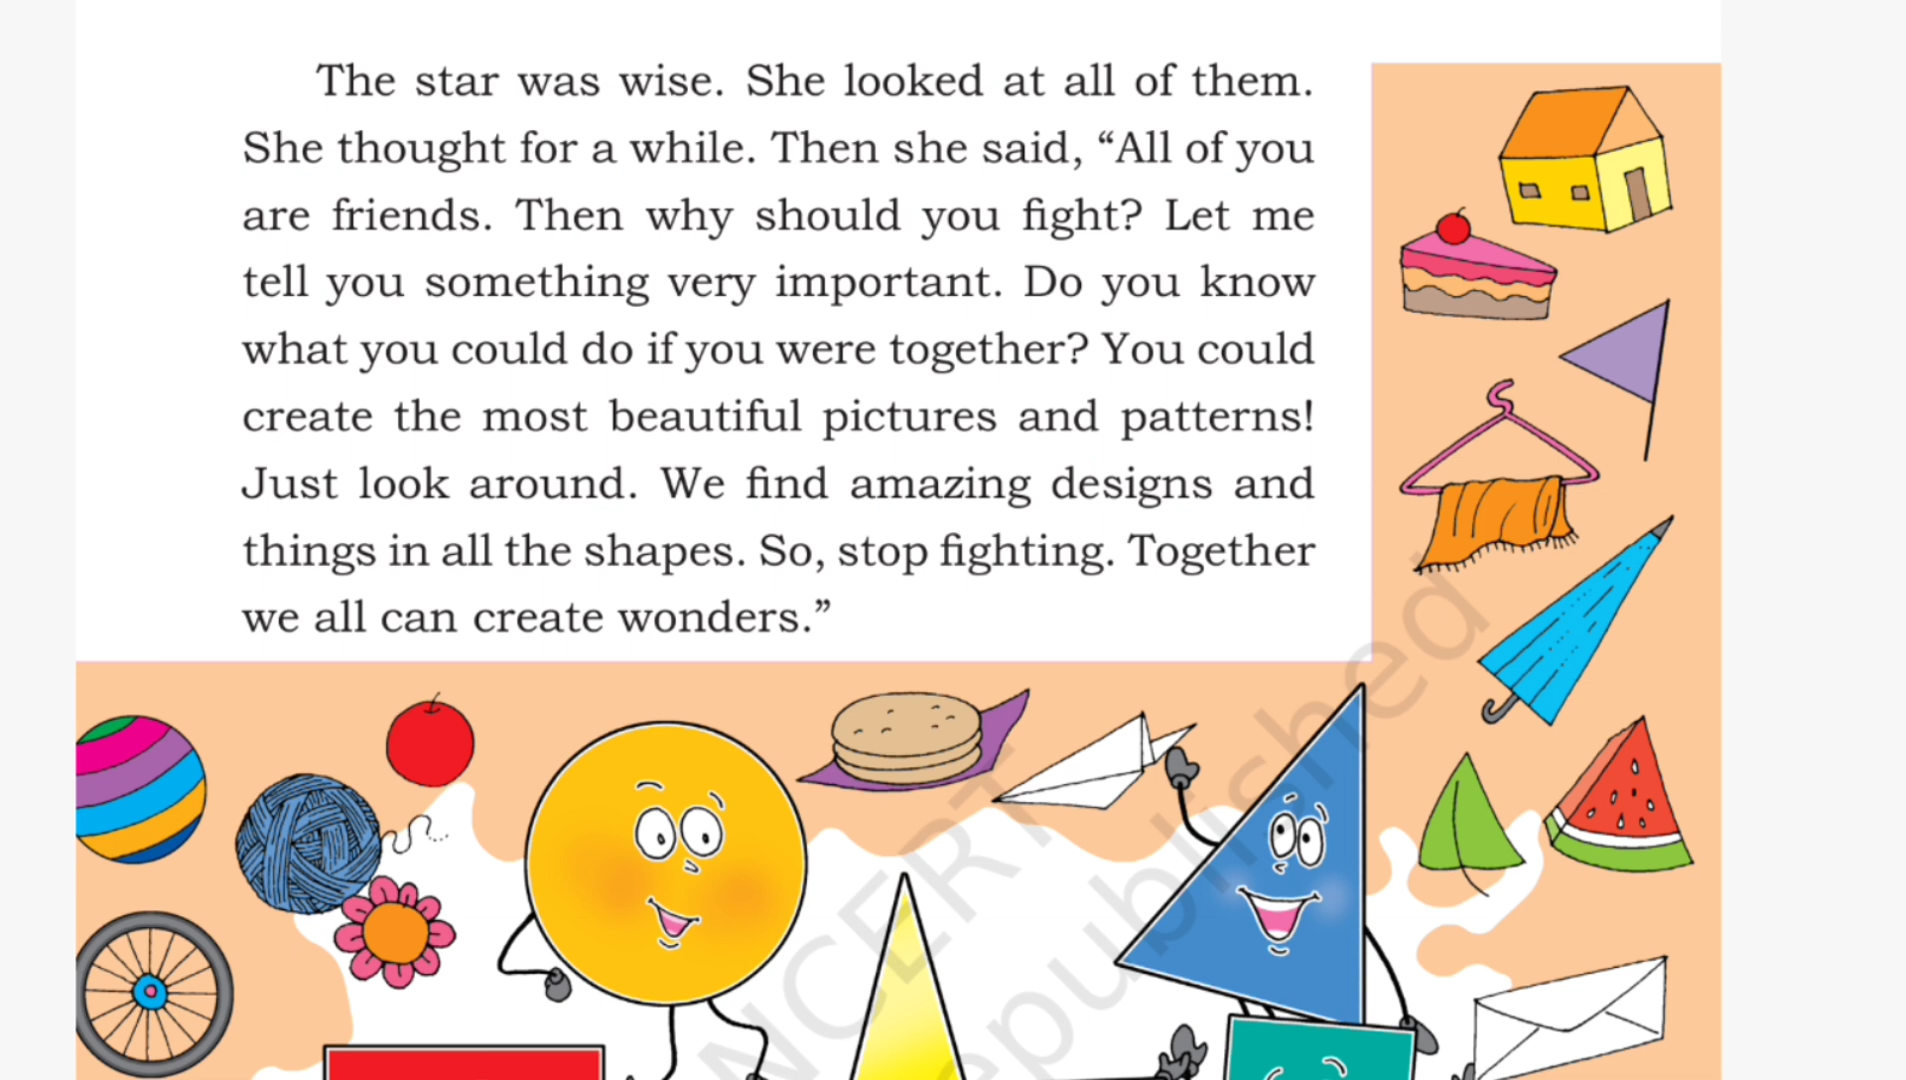 The star was wise. She looked at all of them.
She thought for a while. Then she said, “All of you
are friends. Then why should you fight? Let me
tell you something very important. Do you know
what you could do if you were together? You could
create the most beautiful pictures and patterns!
Just look around. We find amazing designs and
things in all the shapes. So, stop fighting. Together
we all can create wonders.”
NCERT
republished